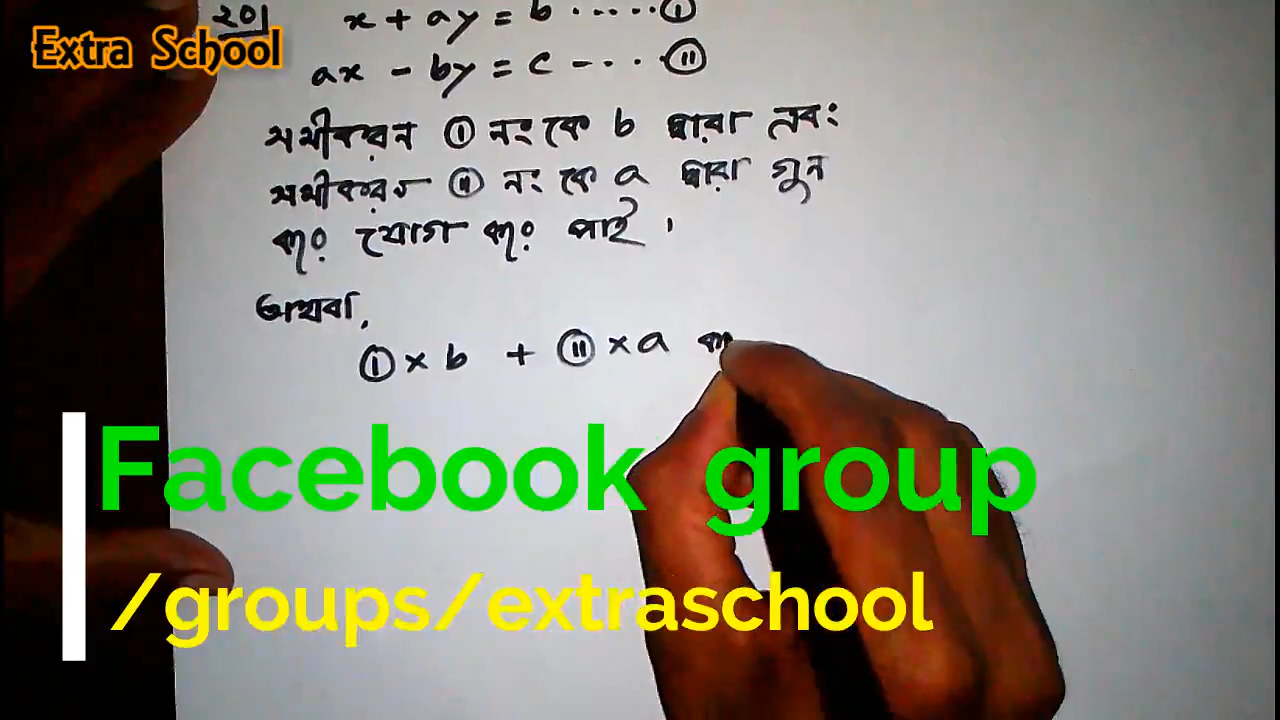 ২০।
Extra School
x + ay = b ..... (i)
ax - by = c - ... (ii)
সমীকরন (i) নং কে b দ্বারা এবং
সমীকরণ (ii) নং কে a দ্বারা গুন
করে যোগ করে পাই ,
অথবা,
(i) × b + (ii) × a
Facebook group
/groups/extraschool